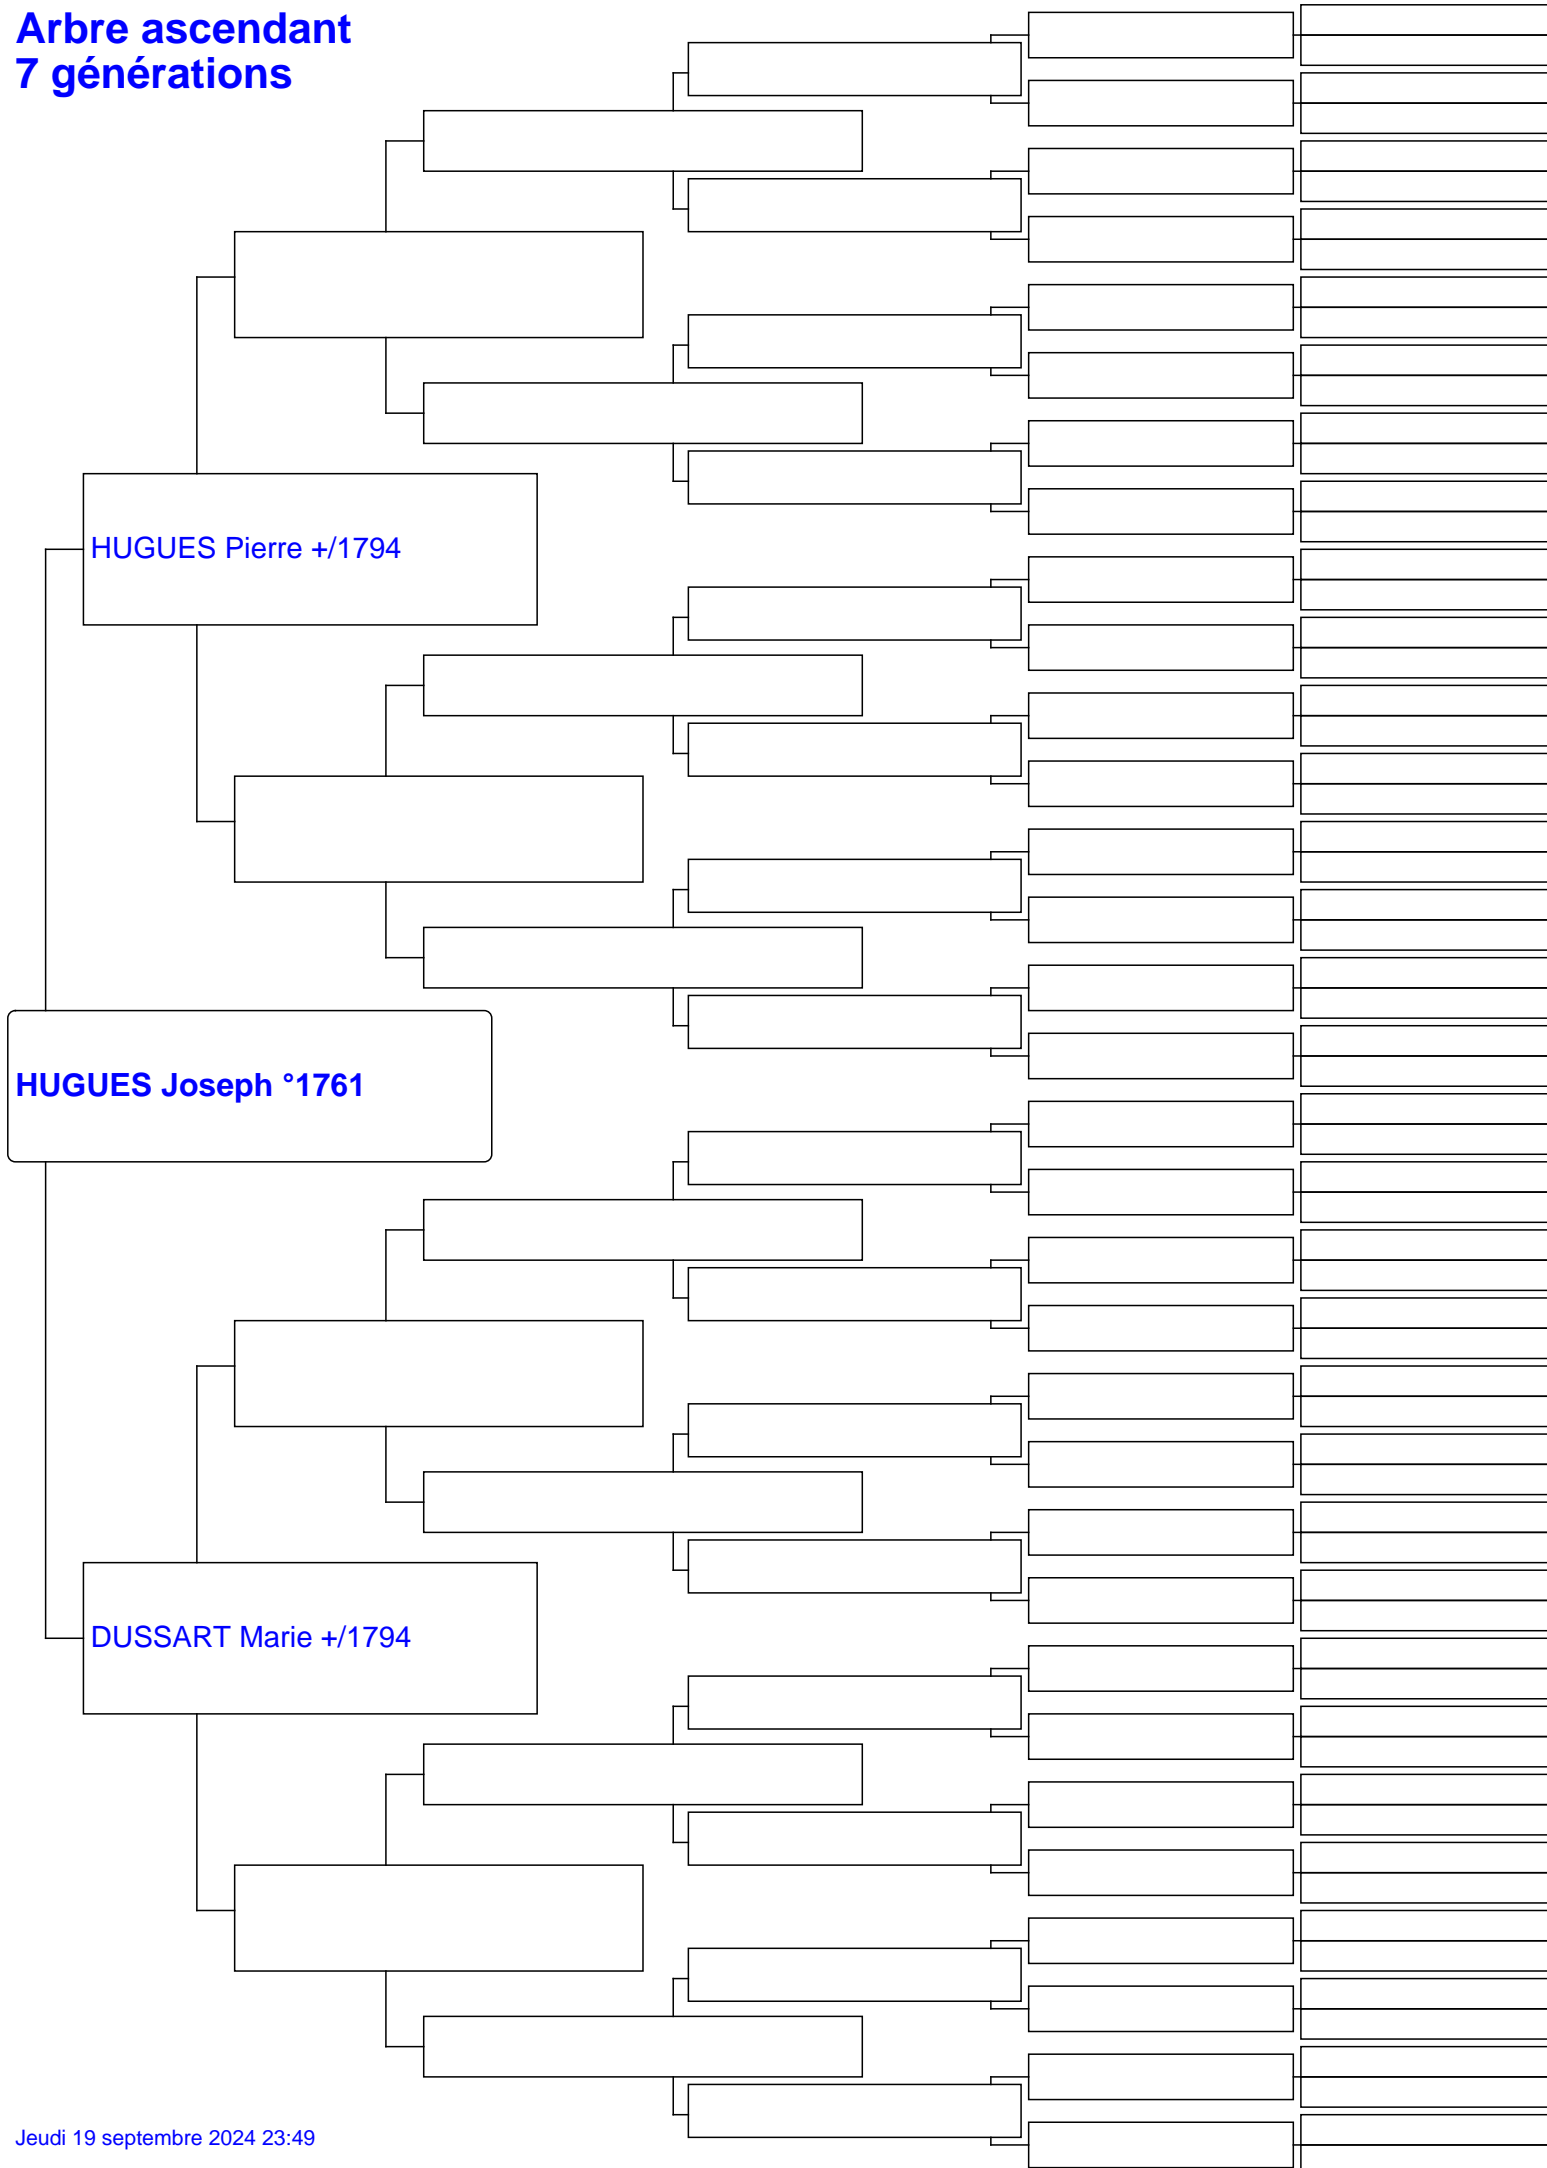 Arbre ascendant
7 générations
HUGUES Pierre +/1794
HUGUES Joseph °1761
DUSSART Marie +/1794
Jeudi 19 septembre 2024 23:49